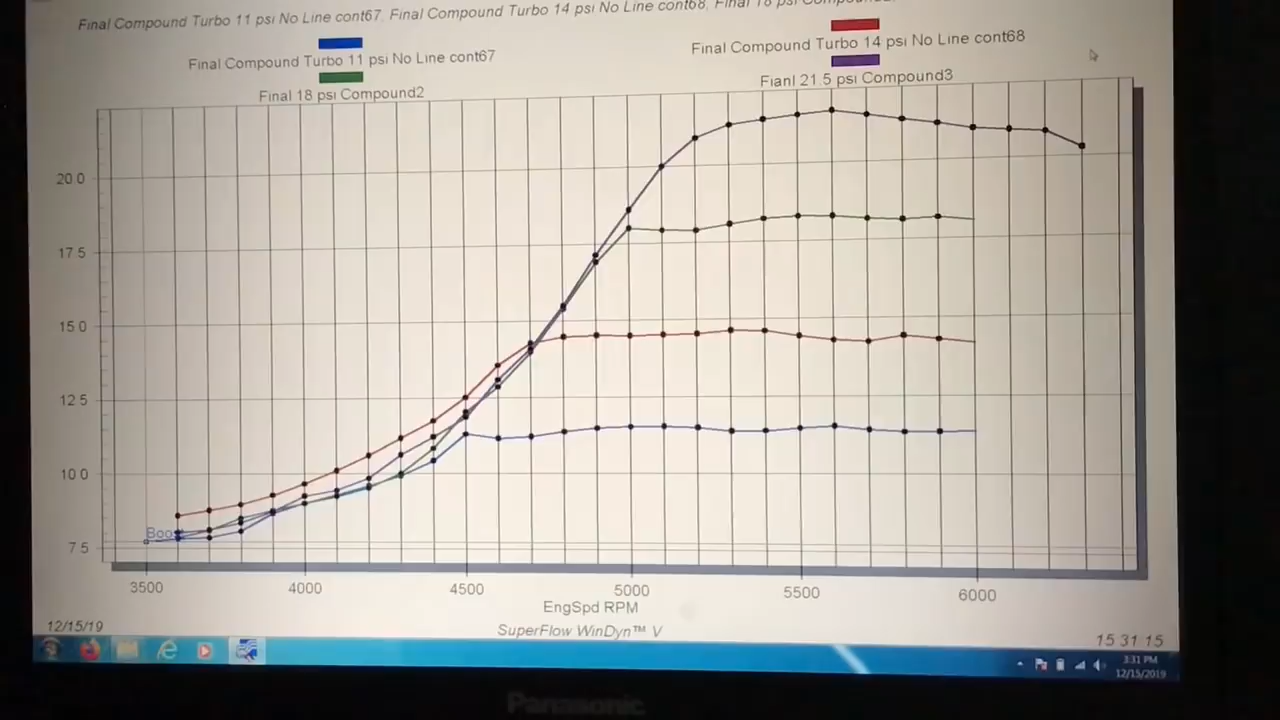 Final Compound Turbo 11 psi No Line cont67, Final Compound Turbo 14 psi No Line cont68, Final 18 psi
Final Compound Turbo 11 psi No Line cont67
Final Compound Turbo 14 psi No Line cont68
Final 18 psi Compound2
Fianl 21.5 psi Compound3
20.0
17.5
15.0
12.5
10.0
7.5
Boo
3500 4000 4500 5000 5500 6000
EngSpd RPM
12/15/19
SuperFlow WinDyn™ V
15 31 15
3:31 PM
12/15/2019
Panasonic